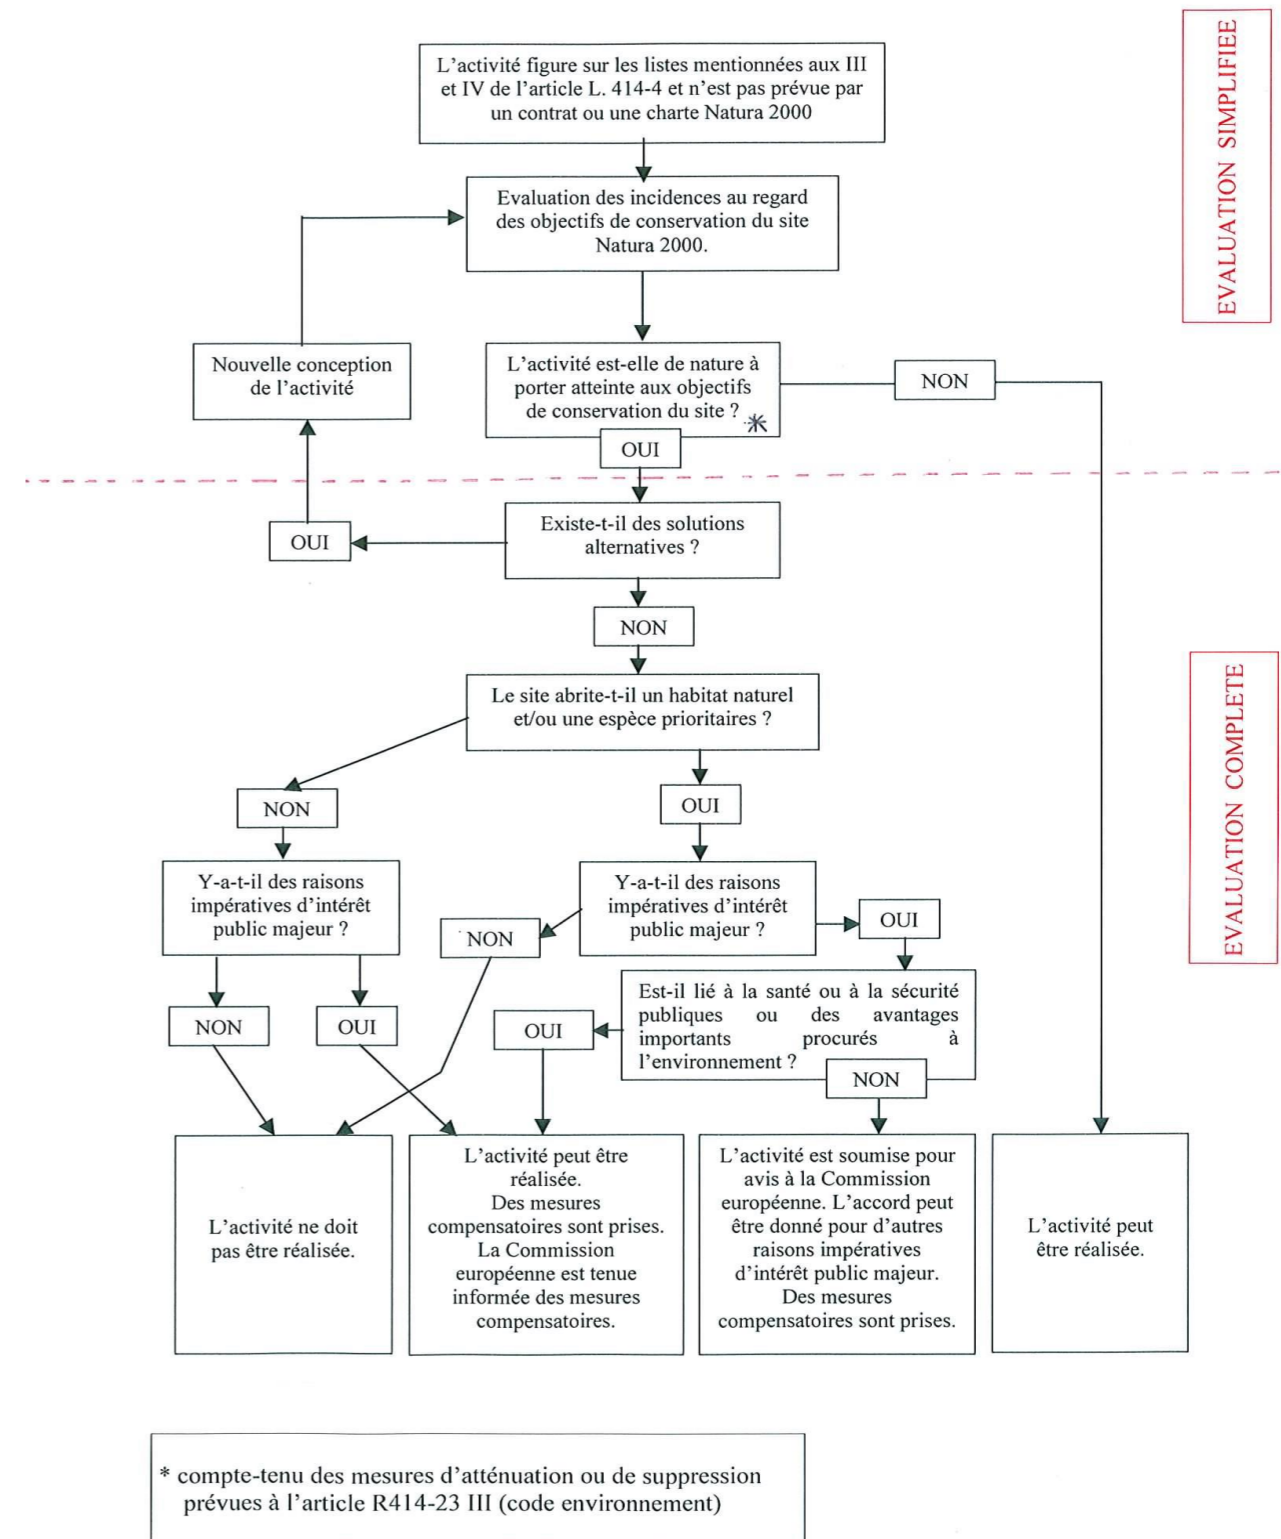 EVALUATION SIMPLIFIEE
L'activité figure sur les listes mentionnées aux III
et IV de l'article L. 414-4 et n'est pas prévue par
un contrat ou une charte Natura 2000
Evaluation des incidences au regard
des objectifs de conservation du site
Natura 2000.
Nouvelle conception
de l'activité
L'activité est-elle de nature à
porter atteinte aux objectifs
de conservation du site ? *
NON
OUI
Existe-t-il des solutions
alternatives ?
OUI
NON
EVALUATION COMPLETE
Le site abrite-t-il un habitat naturel
et/ou une espèce prioritaires ?
NON
OUI
Y-a-t-il des raisons
impératives d'intérêt
public majeur ?
Y-a-t-il des raisons
impératives d'intérêt
public majeur ?
NON
OUI
Est-il lié à la santé ou à la sécurité
publiques ou des avantages
importants procurés à
l'environnement ?
NON
OUI
OUI
NON
L'activité ne doit
pas être réalisée.
L'activité peut être
réalisée.
Des mesures
compensatoires sont prises.
La Commission
européenne est tenue
informée des mesures
compensatoires.
L'activité est soumise pour
avis à la Commission
européenne. L'accord peut
être donné pour d'autres
raisons impératives
d'intérêt public majeur.
Des mesures
compensatoires sont prises.
L'activité peut
être réalisée.
* compte-tenu des mesures d'atténuation ou de suppression
prévues à l'article R414-23 III (code environnement)